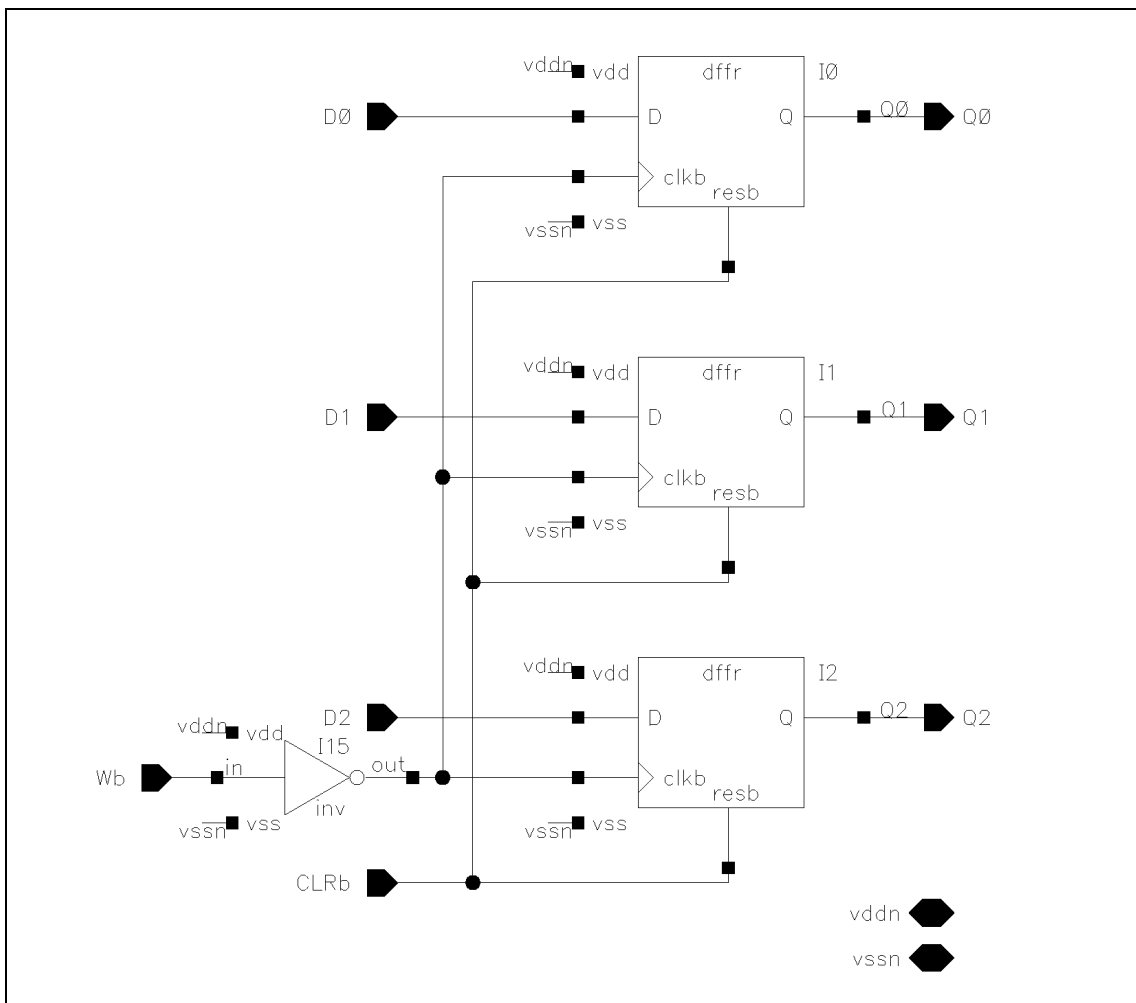 vddn vdd dffr I0
D0 D Q Q0 Q0
clkb
resb
vssn vss
vddn vdd dffr I1
D1 D Q Q1 Q1
clkb
resb
vssn vss
vddn vdd dffr I2
D2 D Q Q2 Q2
vddn vdd I15
Wb in out clkb
resb
inv
vssn vss vssn vss
CLRb
vddn
vssn